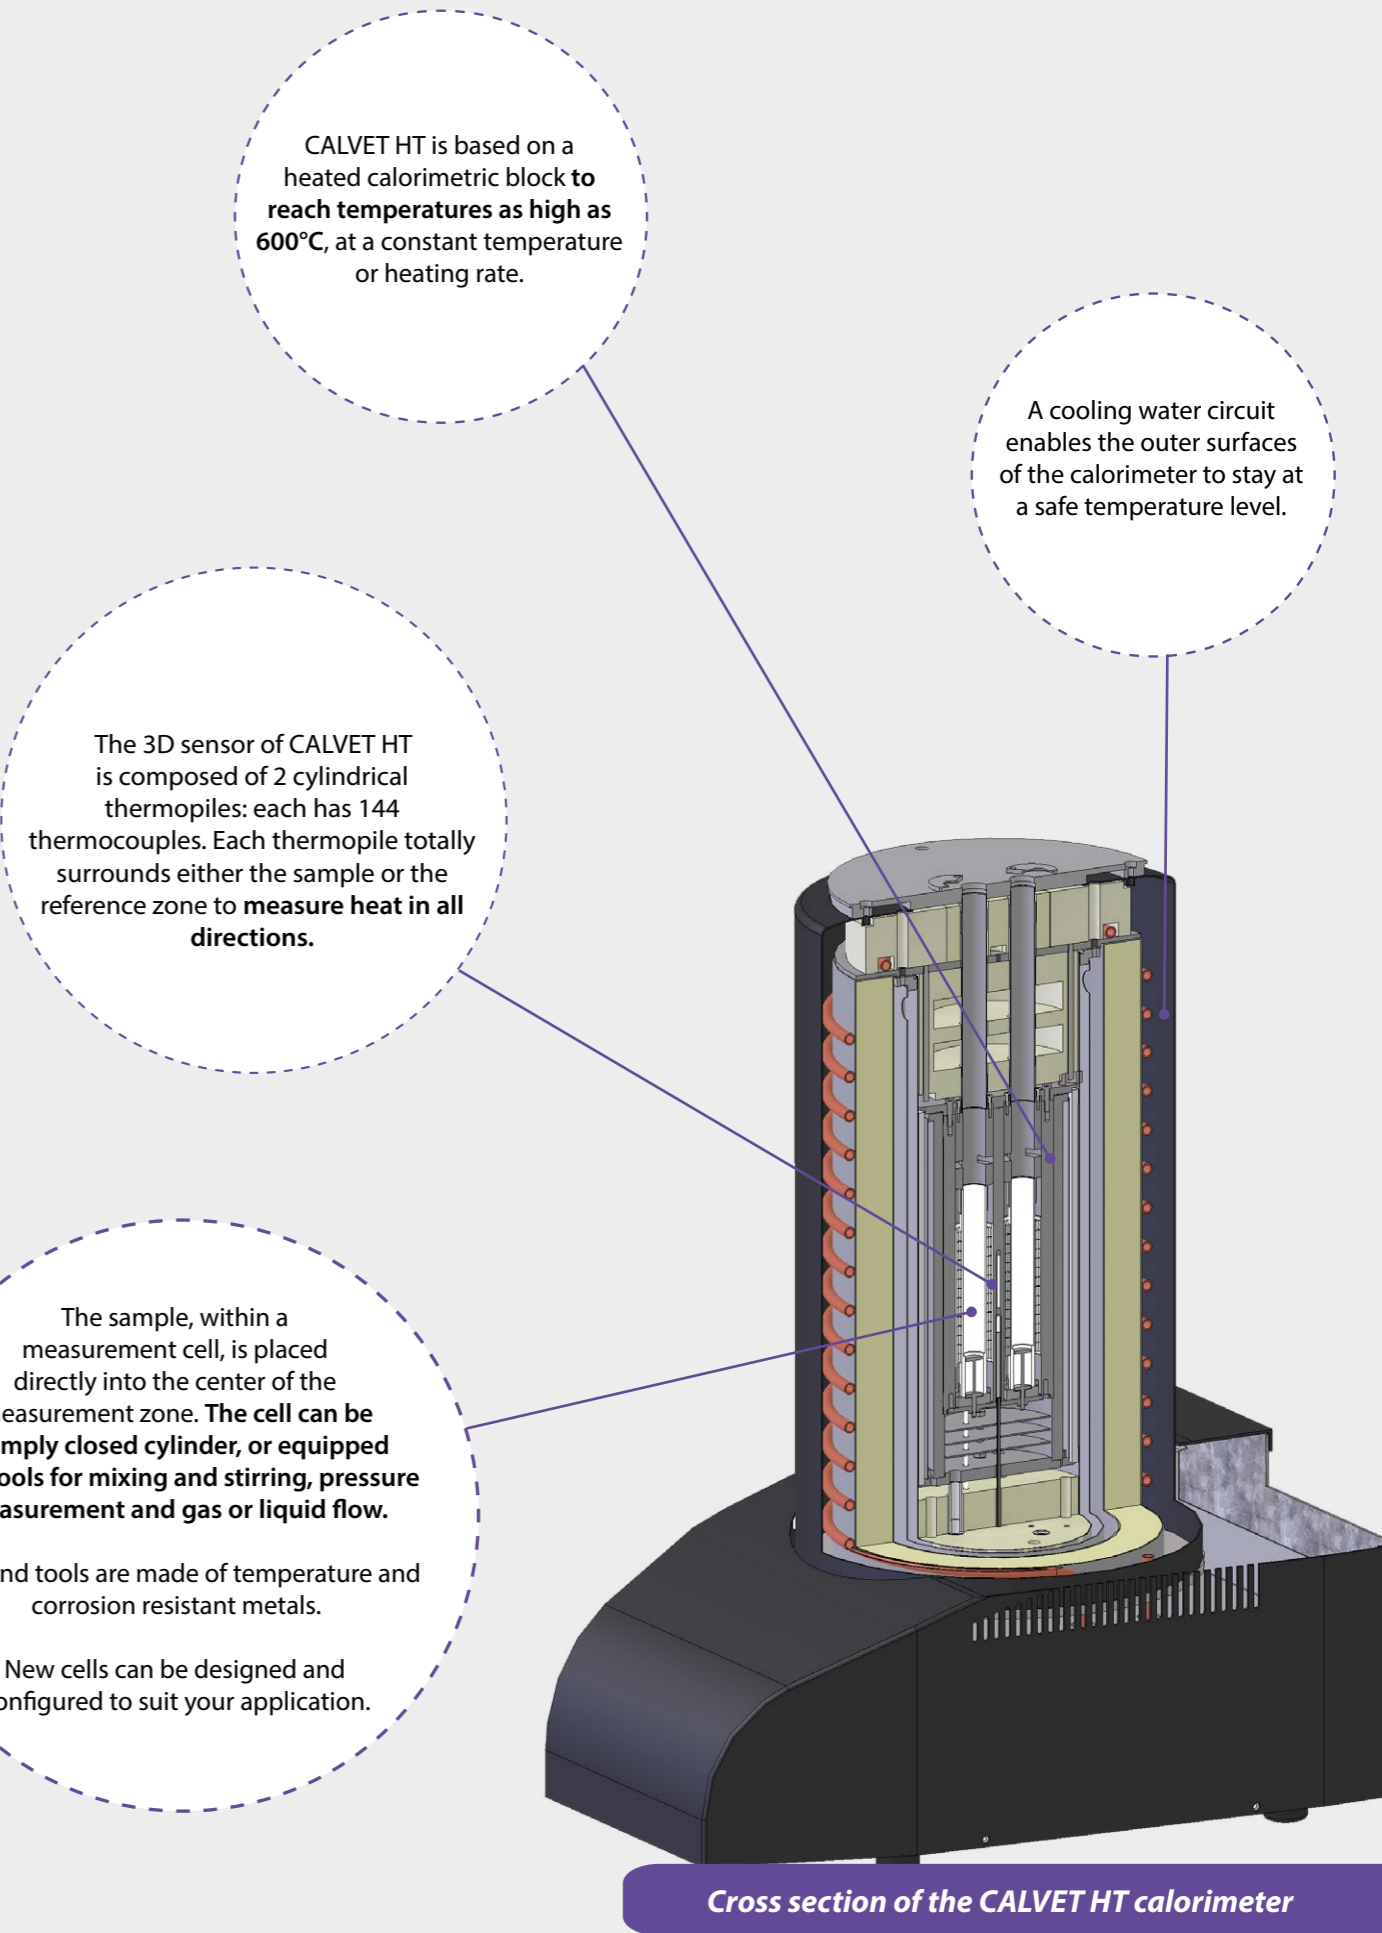 CALVET HT is based on a
heated calorimetric block to
reach temperatures as high as
600°C, at a constant temperature
or heating rate.
A cooling water circuit
enables the outer surfaces
of the calorimeter to stay at
a safe temperature level.
The 3D sensor of CALVET HT
is composed of 2 cylindrical
thermopiles: each has 144
thermocouples. Each thermopile totally
surrounds either the sample or the
reference zone to measure heat in all
directions.
The sample, within a
measurement cell, is placed
directly into the center of the
easurement zone. The cell can be
mply closed cylinder, or equipped
ools for mixing and stirring, pressure
asurement and gas or liquid flow.
nd tools are made of temperature and
corrosion resistant metals.
New cells can be designed and
onfigured to suit your application.
Cross section of the CALVET HT calorimeter